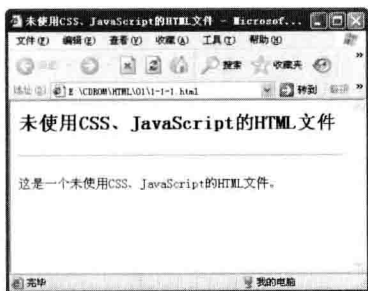 未使用CSS、JavaScript的HTML文件 - Microsof...
文件(F) 编辑(E) 查看(V) 收藏(A) 工具(T) 帮助(H) »
搜索 收藏夹 »
E:\CDROM\HTML\01\1-1-1.html 转到 »
未使用CSS、JavaScript的HTML文件
这是一个未使用CSS、JavaScript的HTML文件。
完毕 我的电脑